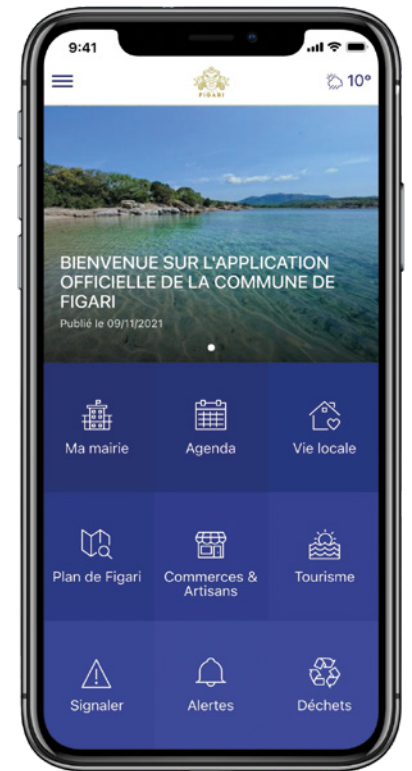 9:41
FIGARI
10°
BIENVENUE SUR L'APPLICATION
OFFICIELLE DE LA COMMUNE DE
FIGARI
Publié le 09/11/2021
Ma mairie
Agenda
Vie locale
Plan de Figari
Commerces &
Artisans
Tourisme
Signaler
Alertes
Déchets